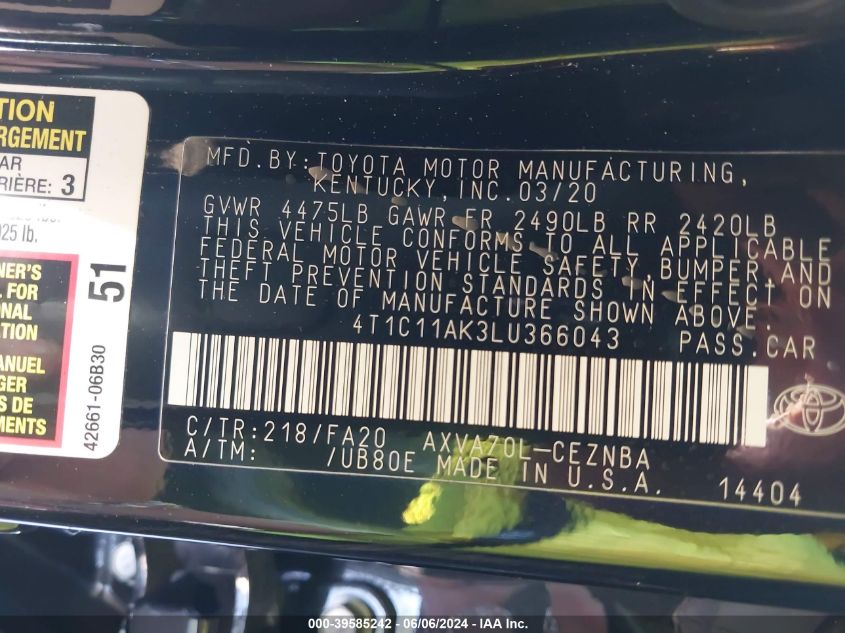 TION
RGEMENT
AR
RIÈRE: 3
025 lb.
NER'S
L FOR
ONAL
ATION
ANUEL
GER
S DE
EMENTS
51
42661-06B30
MFD.BY:TOYOTA MOTOR MANUFACTURING,
KENTUCKY,INC.03/20
GVWR 4475LB GAWR FR 2490LB RR 2420LB
THIS VEHICLE CONFORMS TO ALL APPLICABLE
FEDERAL MOTOR VEHICLE SAFETY,BUMPER,AND
THEFT PREVENTION STANDARDS IN EFFECT ON
THE DATE OF MANUFACTURE SHOWN ABOVE.
4T1C11AK3LU366043 PASS.CAR
C/TR:218/FA20 AXVA70L-CEZNBA
A/TM: /UB80E MADE IN U.S.A.
14404
000-39585242 - 06/06/2024 - IAA Inc.